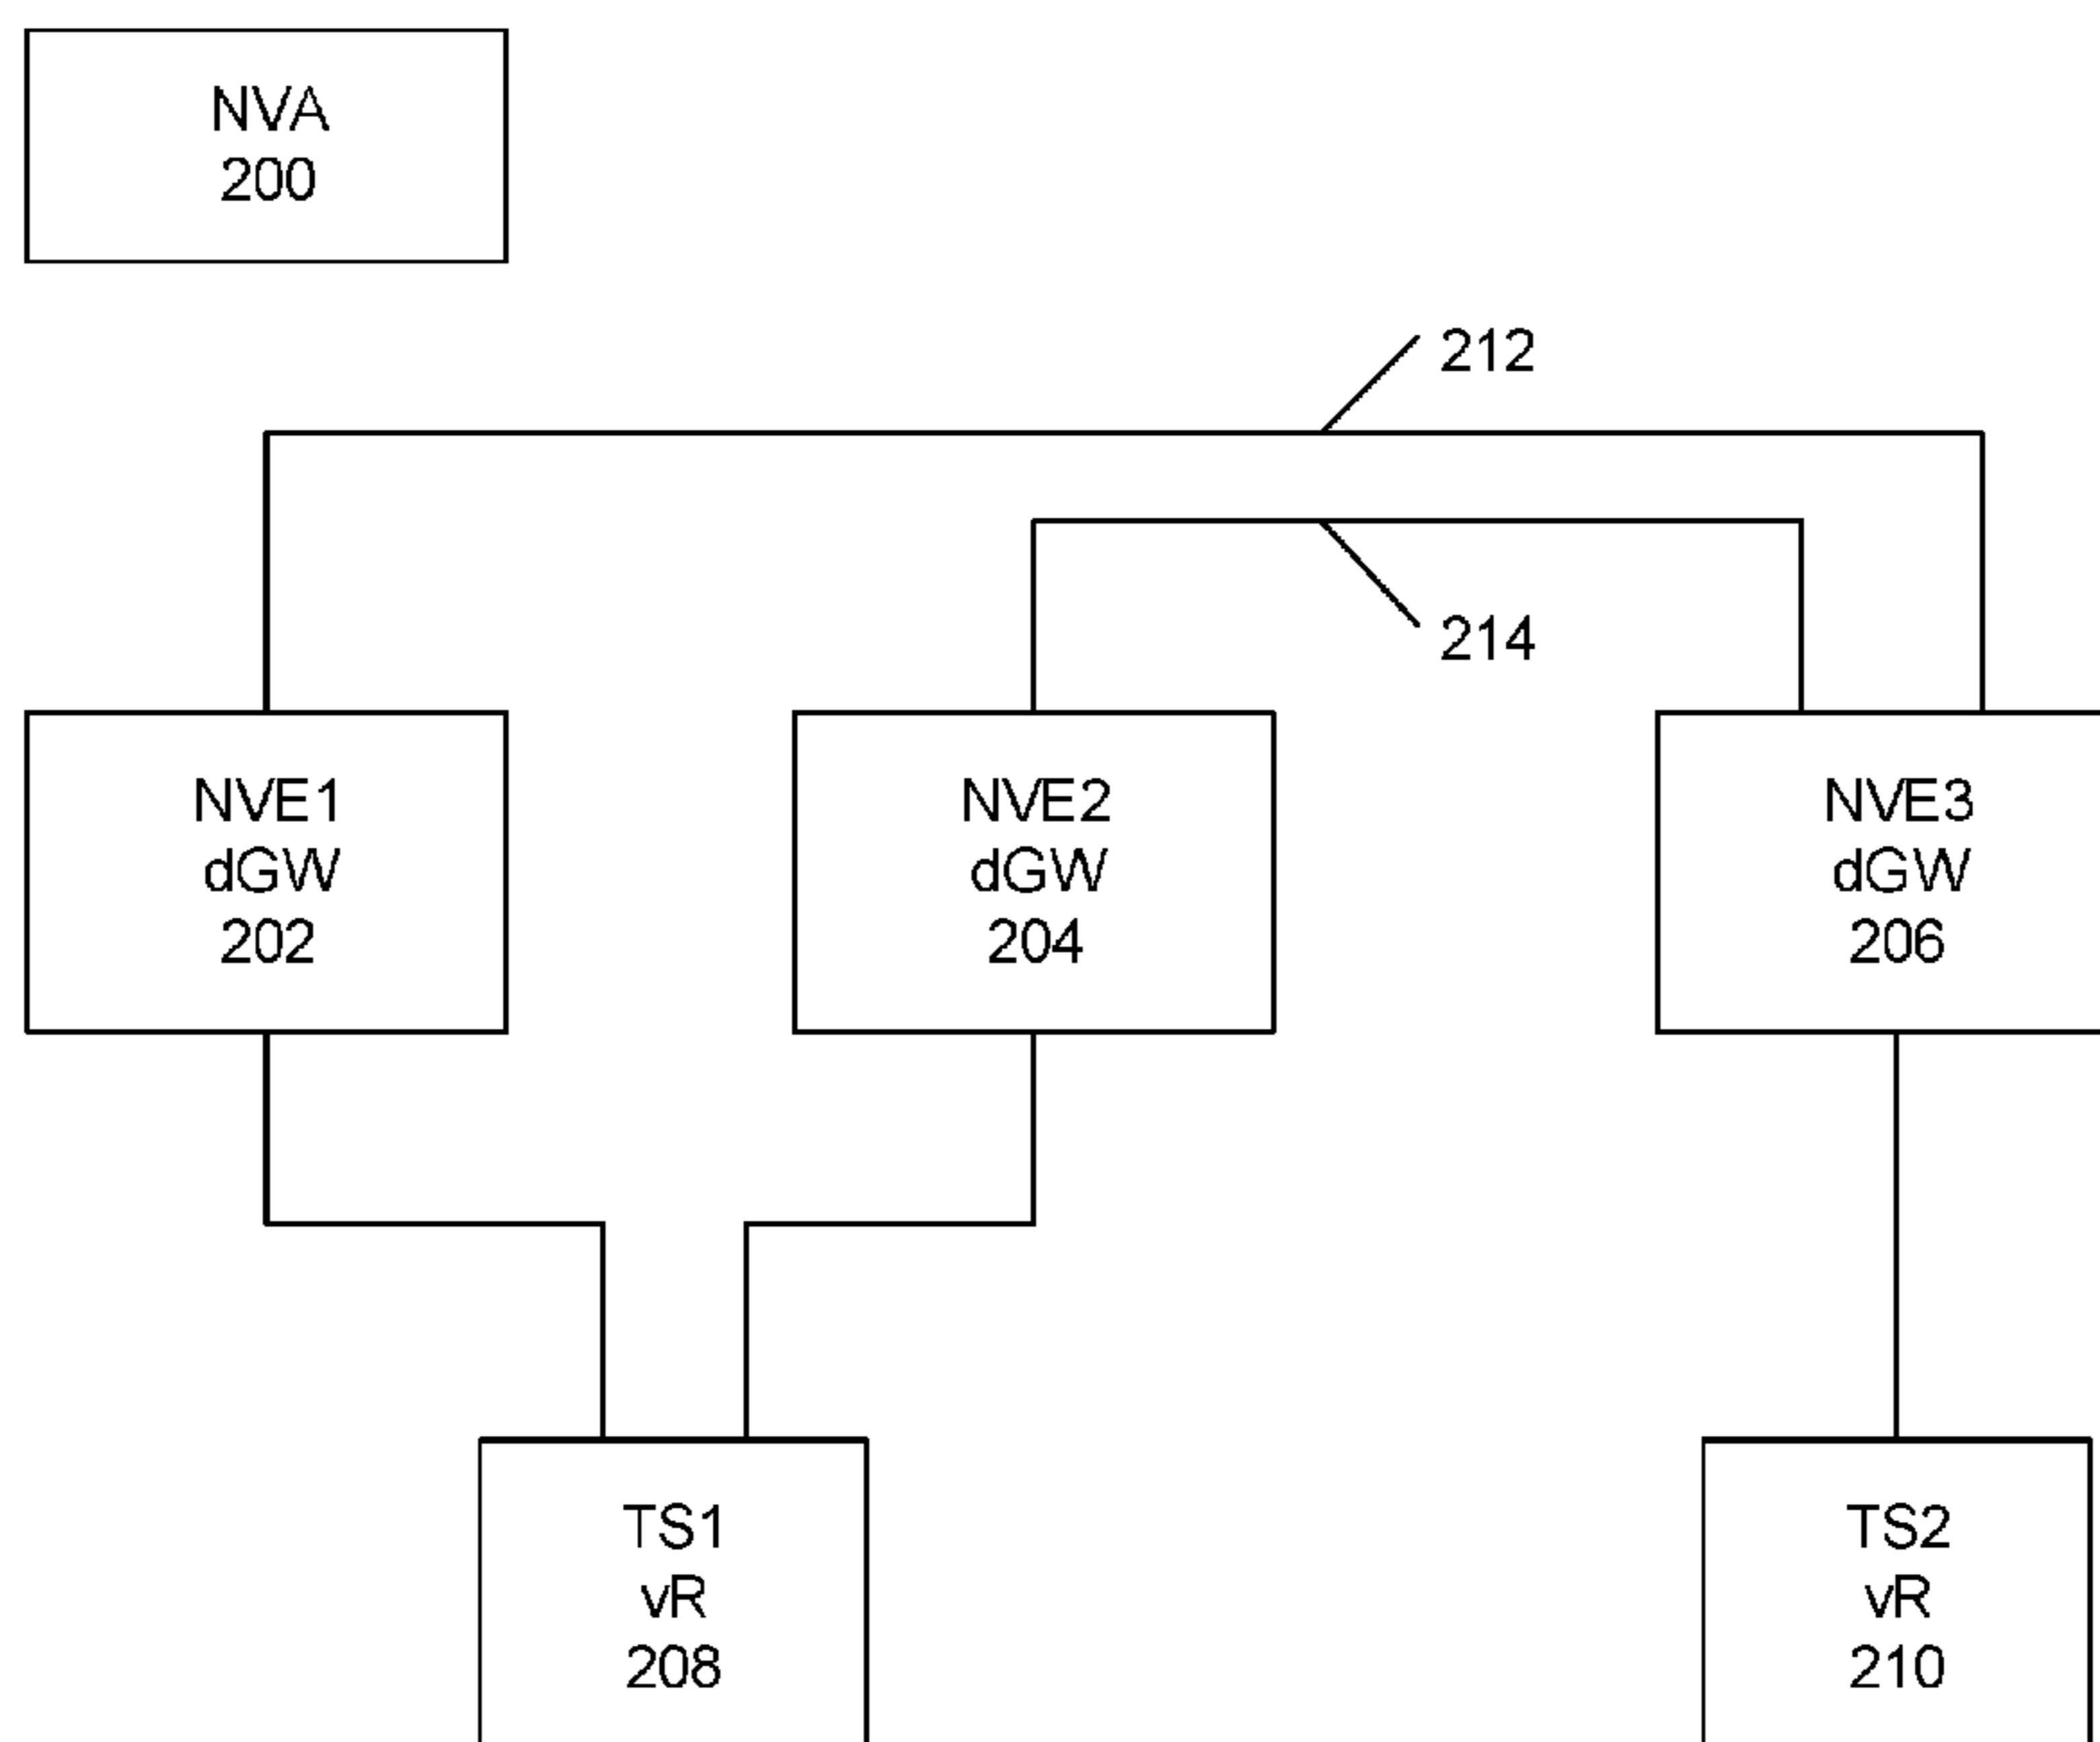 NVA
200
212
214
NVE1
dGW
202
NVE2
dGW
204
NVE3
dGW
206
TS1
vR
208
TS2
vR
210